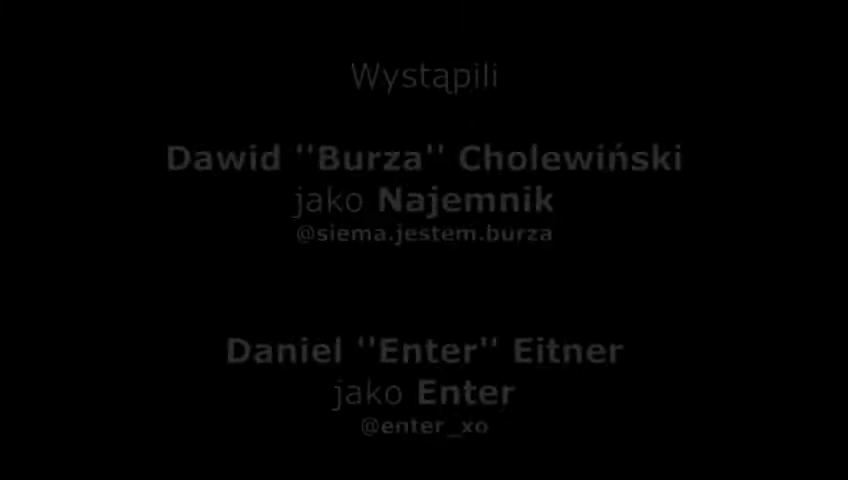 Wystąpili
Dawid "Burza" Cholewiński
jako Najemnik
@siema.jestem.burza
Daniel "Enter" Eitner
jako Enter
@enter_xo